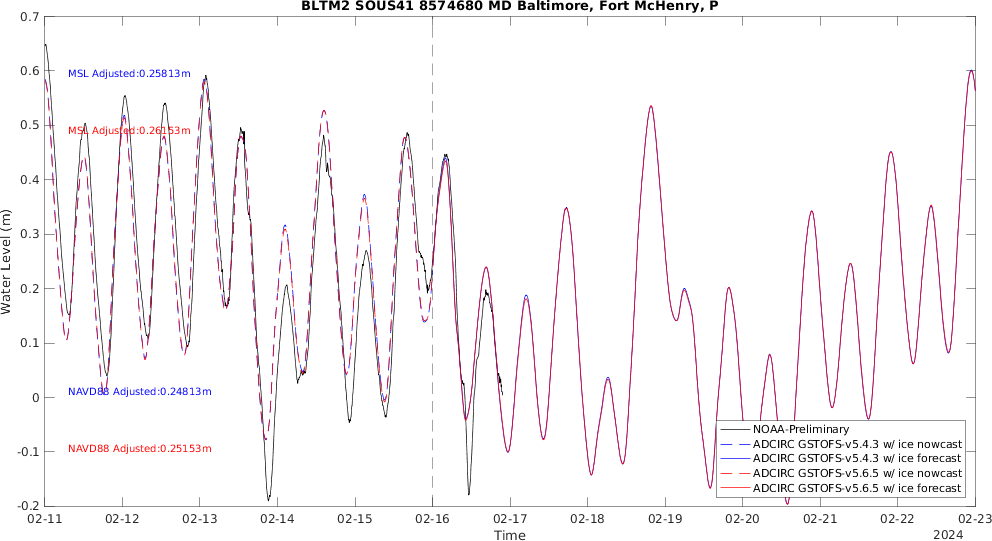 BLTM2 SOUS41 8574680 MD Baltimore, Fort McHenry, P
0.7
0.6
0.5
0.4
0.3
0.2
0.1
0
-0.1
-0.2
Water Level (m)
MSL Adjusted:0.25813m
MSL Adjusted:0.26153m
NAVD88 Adjusted:0.24813m
NAVD88 Adjusted:0.25153m
NOAA-Preliminary
ADCIRC GSTOFS-v5.4.3 w/ ice nowcast
ADCIRC GSTOFS-v5.4.3 w/ ice forecast
ADCIRC GSTOFS-v5.6.5 w/ ice nowcast
ADCIRC GSTOFS-v5.6.5 w/ ice forecast
02-11 02-12 02-13 02-14 02-15 02-16 02-17 02-18 02-19 02-20 02-21 02-22 02-23
Time
2024